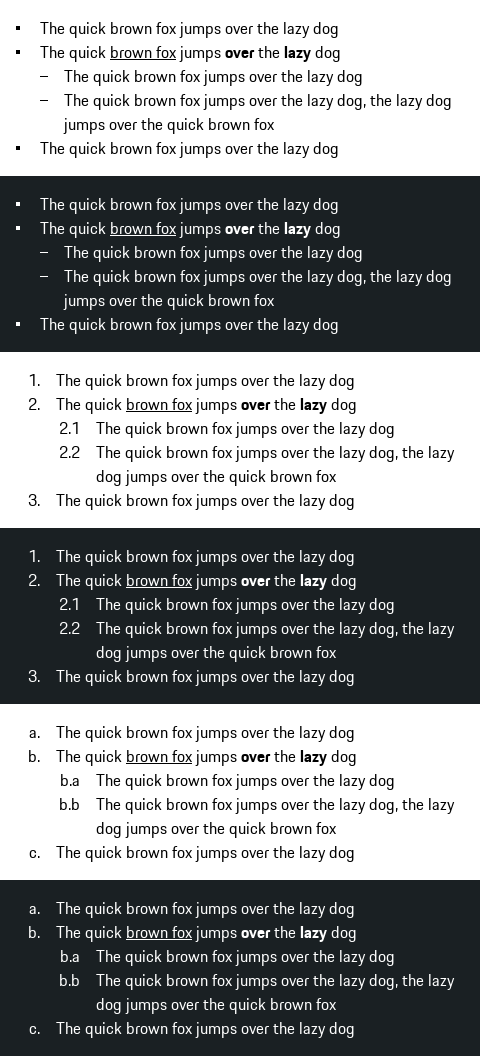 ▪ The quick brown fox jumps over the lazy dog
▪ The quick brown fox jumps over the lazy dog
– The quick brown fox jumps over the lazy dog
– The quick brown fox jumps over the lazy dog, the lazy dog
jumps over the quick brown fox
▪ The quick brown fox jumps over the lazy dog
▪ The quick brown fox jumps over the lazy dog
▪ The quick brown fox jumps over the lazy dog
– The quick brown fox jumps over the lazy dog
– The quick brown fox jumps over the lazy dog, the lazy dog
jumps over the quick brown fox
▪ The quick brown fox jumps over the lazy dog
1. The quick brown fox jumps over the lazy dog
2. The quick brown fox jumps over the lazy dog
2.1 The quick brown fox jumps over the lazy dog
2.2 The quick brown fox jumps over the lazy dog, the lazy
dog jumps over the quick brown fox
3. The quick brown fox jumps over the lazy dog
1. The quick brown fox jumps over the lazy dog
2. The quick brown fox jumps over the lazy dog
2.1 The quick brown fox jumps over the lazy dog
2.2 The quick brown fox jumps over the lazy dog, the lazy
dog jumps over the quick brown fox
3. The quick brown fox jumps over the lazy dog
a. The quick brown fox jumps over the lazy dog
b. The quick brown fox jumps over the lazy dog
b.a The quick brown fox jumps over the lazy dog
b.b The quick brown fox jumps over the lazy dog, the lazy
dog jumps over the quick brown fox
c. The quick brown fox jumps over the lazy dog
a. The quick brown fox jumps over the lazy dog
b. The quick brown fox jumps over the lazy dog
b.a The quick brown fox jumps over the lazy dog
b.b The quick brown fox jumps over the lazy dog, the lazy
dog jumps over the quick brown fox
c. The quick brown fox jumps over the lazy dog